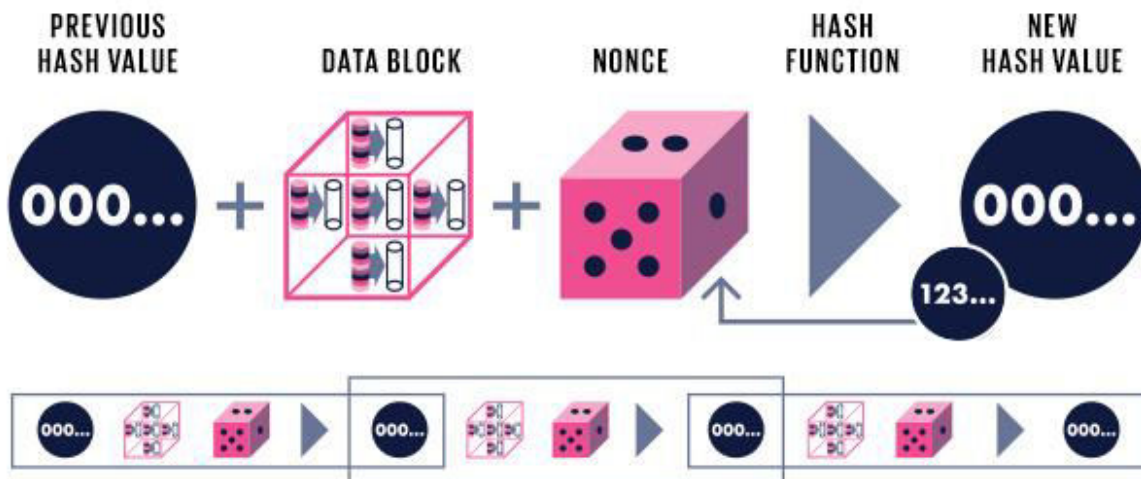 PREVIOUS
HASH VALUE
DATA BLOCK
NONCE
HASH
FUNCTION
NEW
HASH VALUE
000...
000...
123...
000...
000...
000...
000...